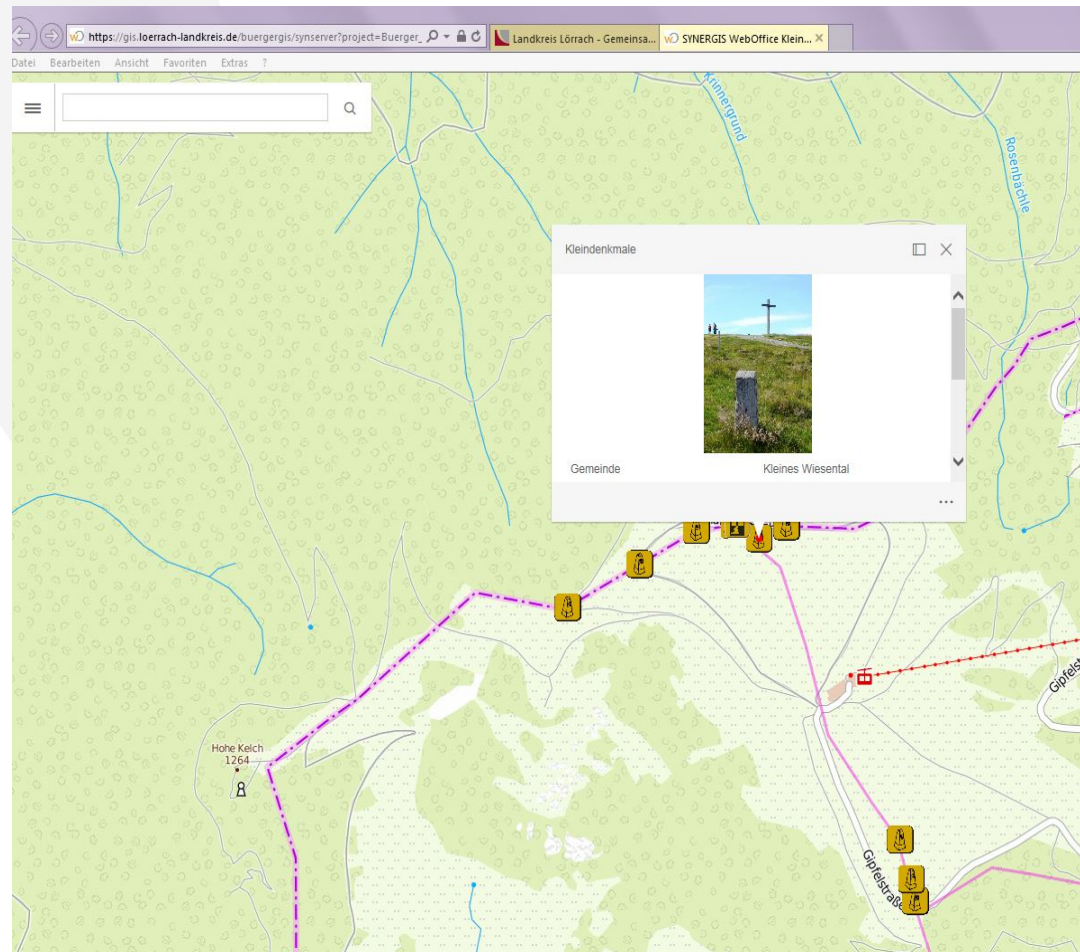 https://gis.loerrach-landkreis.de/buergergis/synserver?project=Buerger_
Landkreis Lörrach - Gemeinsa...
SYNERGIS WebOffice Klein...
Datei Bearbeiten Ansicht Favoriten Extras ?
Krinnergrund
Rosenbächle
Kleindenkmale
Gemeinde Kleines Wiesental
...
Gipfelst
Hohe Kelch
1264
Gipfelstraße